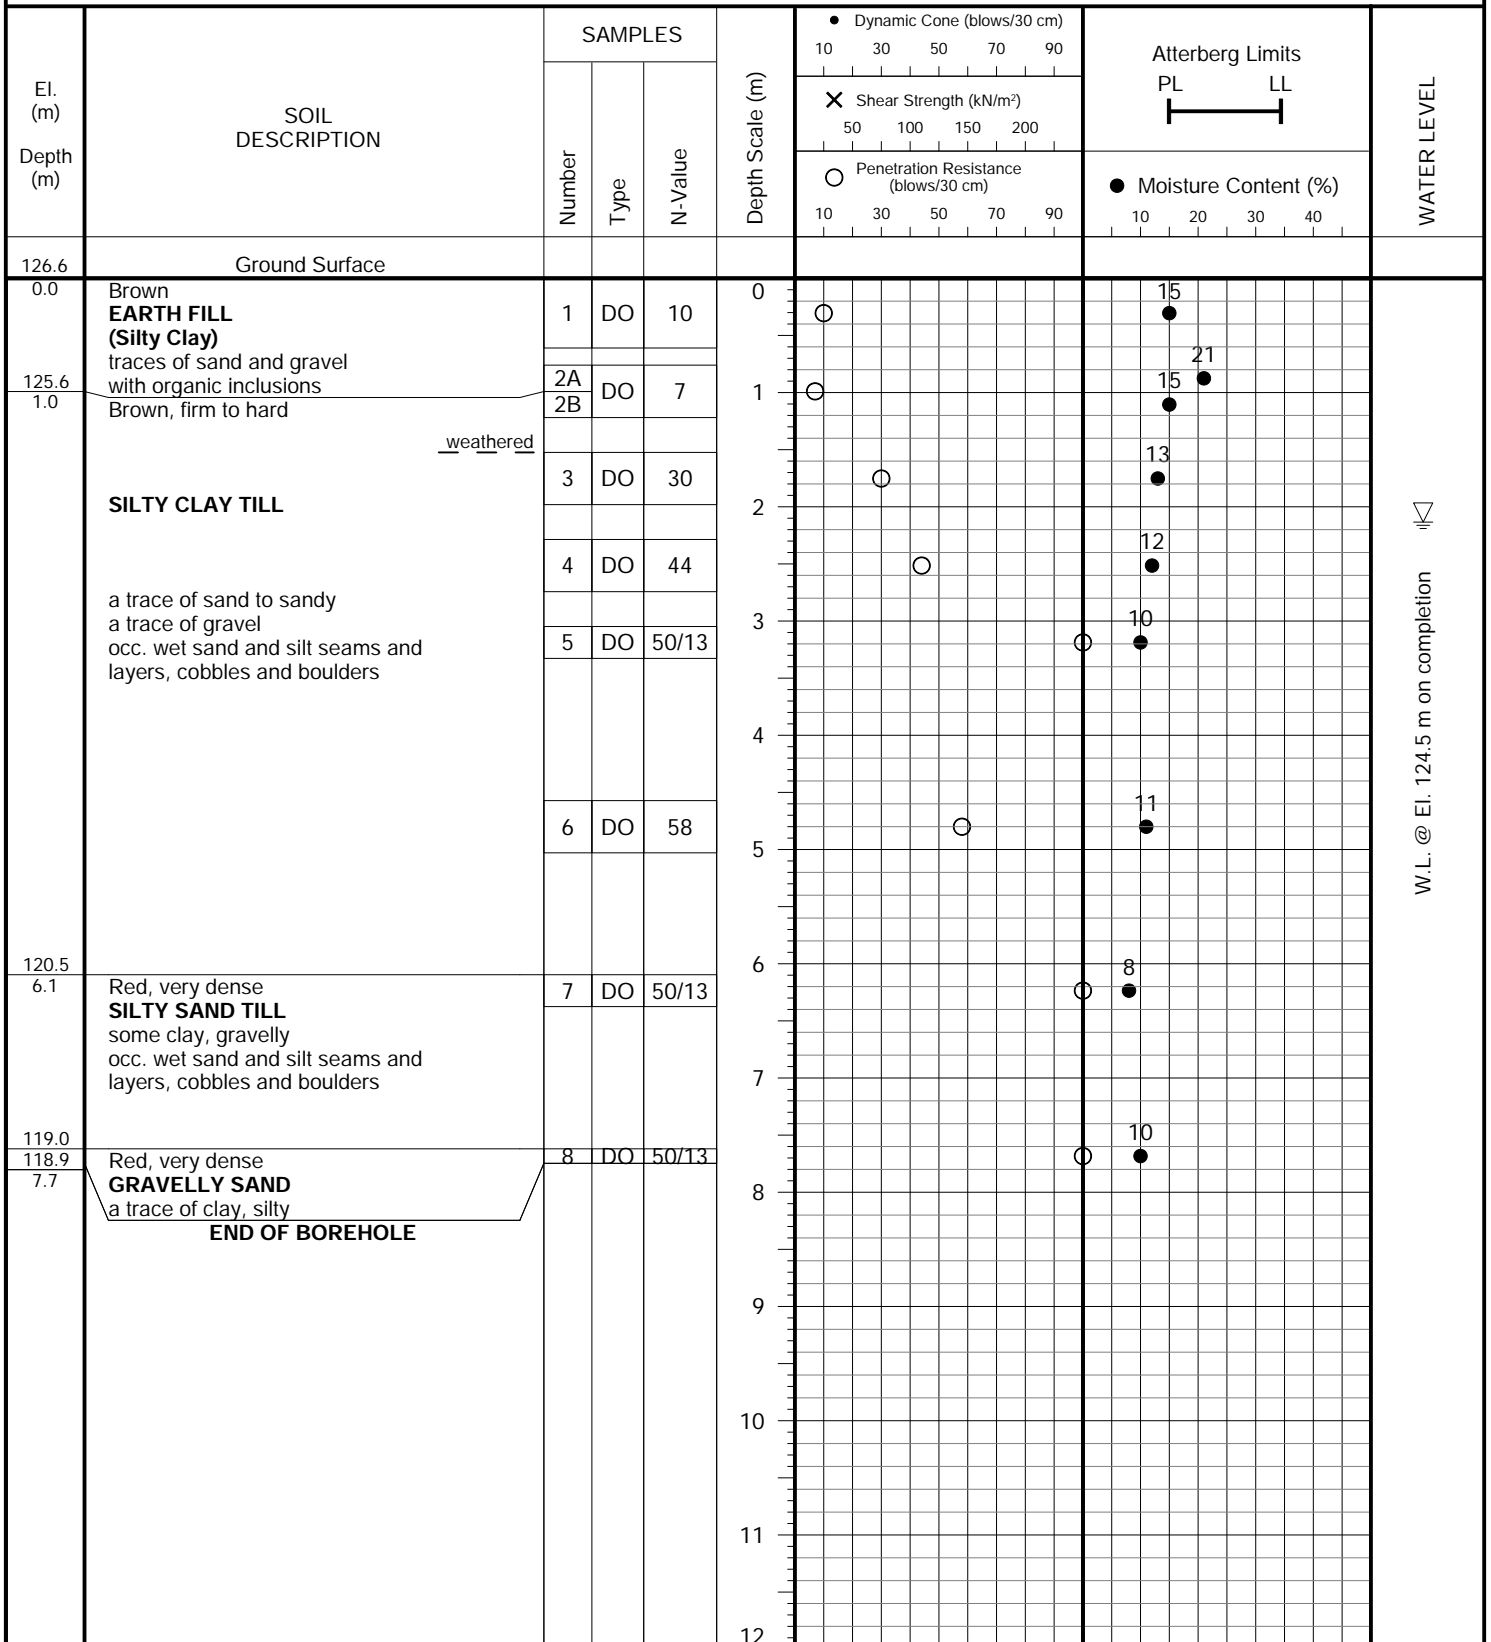 El.
(m)
Depth
(m)
SOIL
DESCRIPTION
SAMPLES
Number
Type
N-Value
Depth Scale (m)
Dynamic Cone (blows/30 cm)
10 30 50 70 90
Shear Strength (kN/m²)
50 100 150 200
Penetration Resistance
(blows/30 cm)
10 30 50 70 90
Atterberg Limits
PL LL
Moisture Content (%)
10 20 30 40
WATER LEVEL
126.6 Ground Surface
0.0
Brown
EARTH FILL
(Silty Clay)
traces of sand and gravel
with organic inclusions
1 DO 10
0
15
125.6
1.0
2A
2B
DO 7
1
21
15
Brown, firm to hard
weathered
3 DO 30
13
SILTY CLAY TILL
2
4 DO 44
12
a trace of sand to sandy
a trace of gravel
occ. wet sand and silt seams and
layers, cobbles and boulders
3
5 DO 50/13
10
4
6 DO 58
11
5
W.L. @ El. 124.5 m on completion
120.5
6.1
6
Red, very dense
SILTY SAND TILL
some clay, gravelly
occ. wet sand and silt seams and
layers, cobbles and boulders
7 DO 50/13
8
7
119.0
118.9
7.7
Red, very dense
GRAVELLY SAND
a trace of clay, silty
8 DO 50/13
10
8
END OF BOREHOLE
9
10
11
12